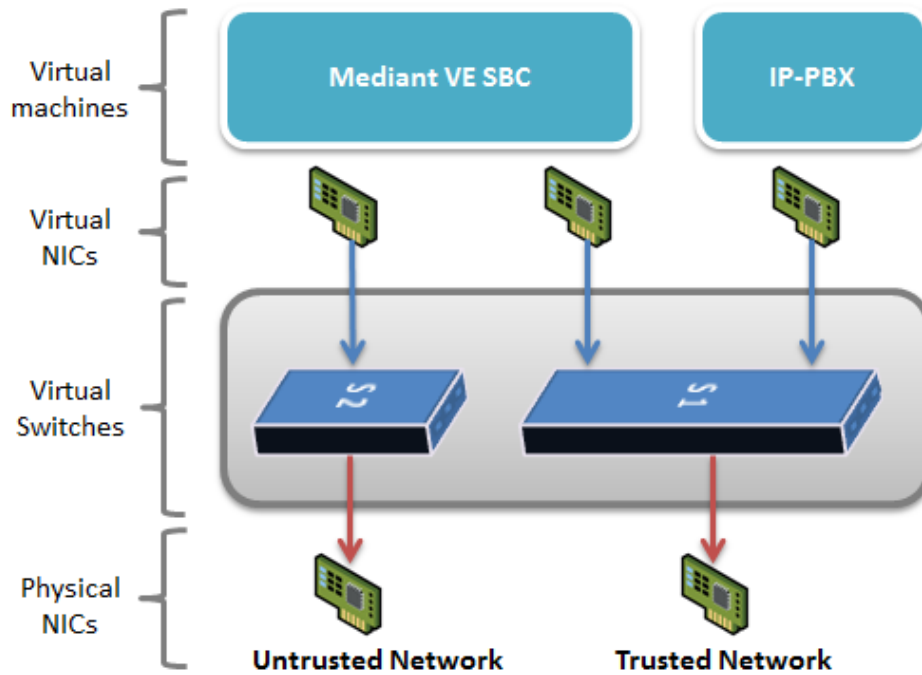 Virtual
machines
Mediant VE SBC
IP-PBX
Virtual
NICs
Virtual
Switches
S2
S1
Physical
NICs
Untrusted Network
Trusted Network